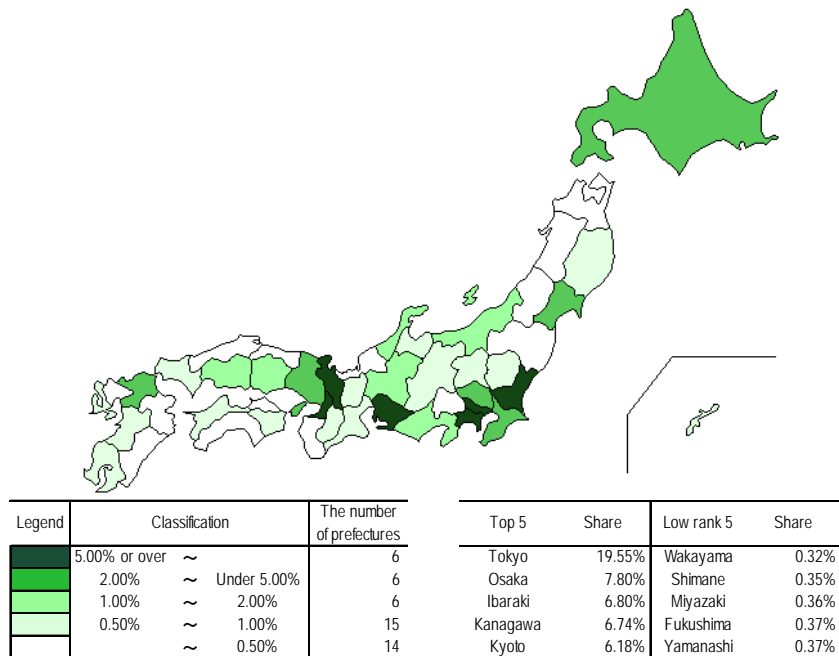 Legend Classification The number of prefectures
5.00% or over ~ 6
2.00% ~ Under 5.00% 6
1.00% ~ 2.00% 6
0.50% ~ 1.00% 15
~ 0.50% 14
Top 5 Share Low rank 5 Share
Tokyo 19.55% Wakayama 0.32%
Osaka 7.80% Shimane 0.35%
Ibaraki 6.80% Miyazaki 0.36%
Kanagawa 6.74% Fukushima 0.37%
Kyoto 6.18% Yamanashi 0.37%